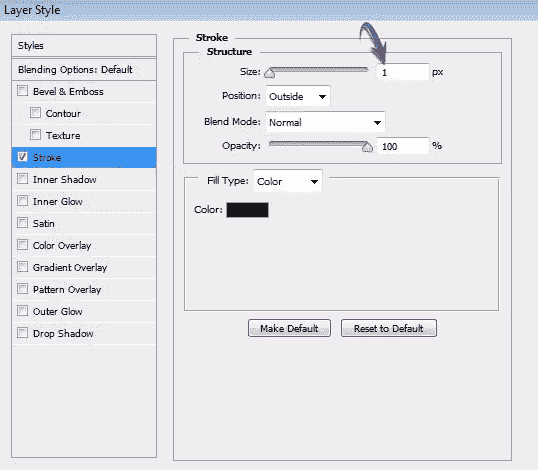 Layer Style
Styles
Blending Options: Default
Bevel & Emboss
Contour
Texture
Stroke
Inner Shadow
Inner Glow
Satin
Color Overlay
Gradient Overlay
Pattern Overlay
Outer Glow
Drop Shadow
Stroke
Structure
Size: 1 px
Position: Outside
Blend Mode: Normal
Opacity: 100 %
Fill Type: Color
Color:
Make Default Reset to Default